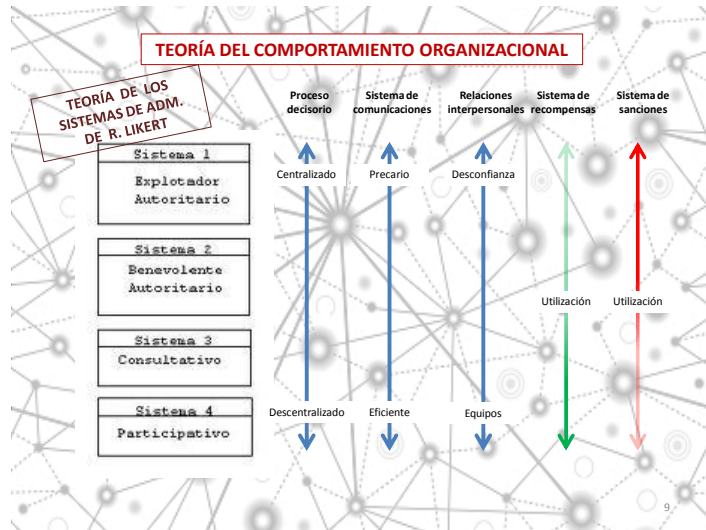 TEORÍA DEL COMPORTAMIENTO ORGANIZACIONAL
TEORÍA DE LOS
SISTEMAS DE ADM.
DE R. LIKERT
Proceso
decisorio
Sistema de
comunicaciones
Relaciones
interpersonales
Sistema de
recompensas
Sistema de
sanciones
Sistema 1
Explotador
Autoritario
Centralizado
Precario
Desconfianza
Sistema 2
Benevolente
Autoritario
Utilización
Utilización
Sistema 3
Consultativo
Sistema 4
Participativo
Descentralizado
Eficiente
Equipos
9